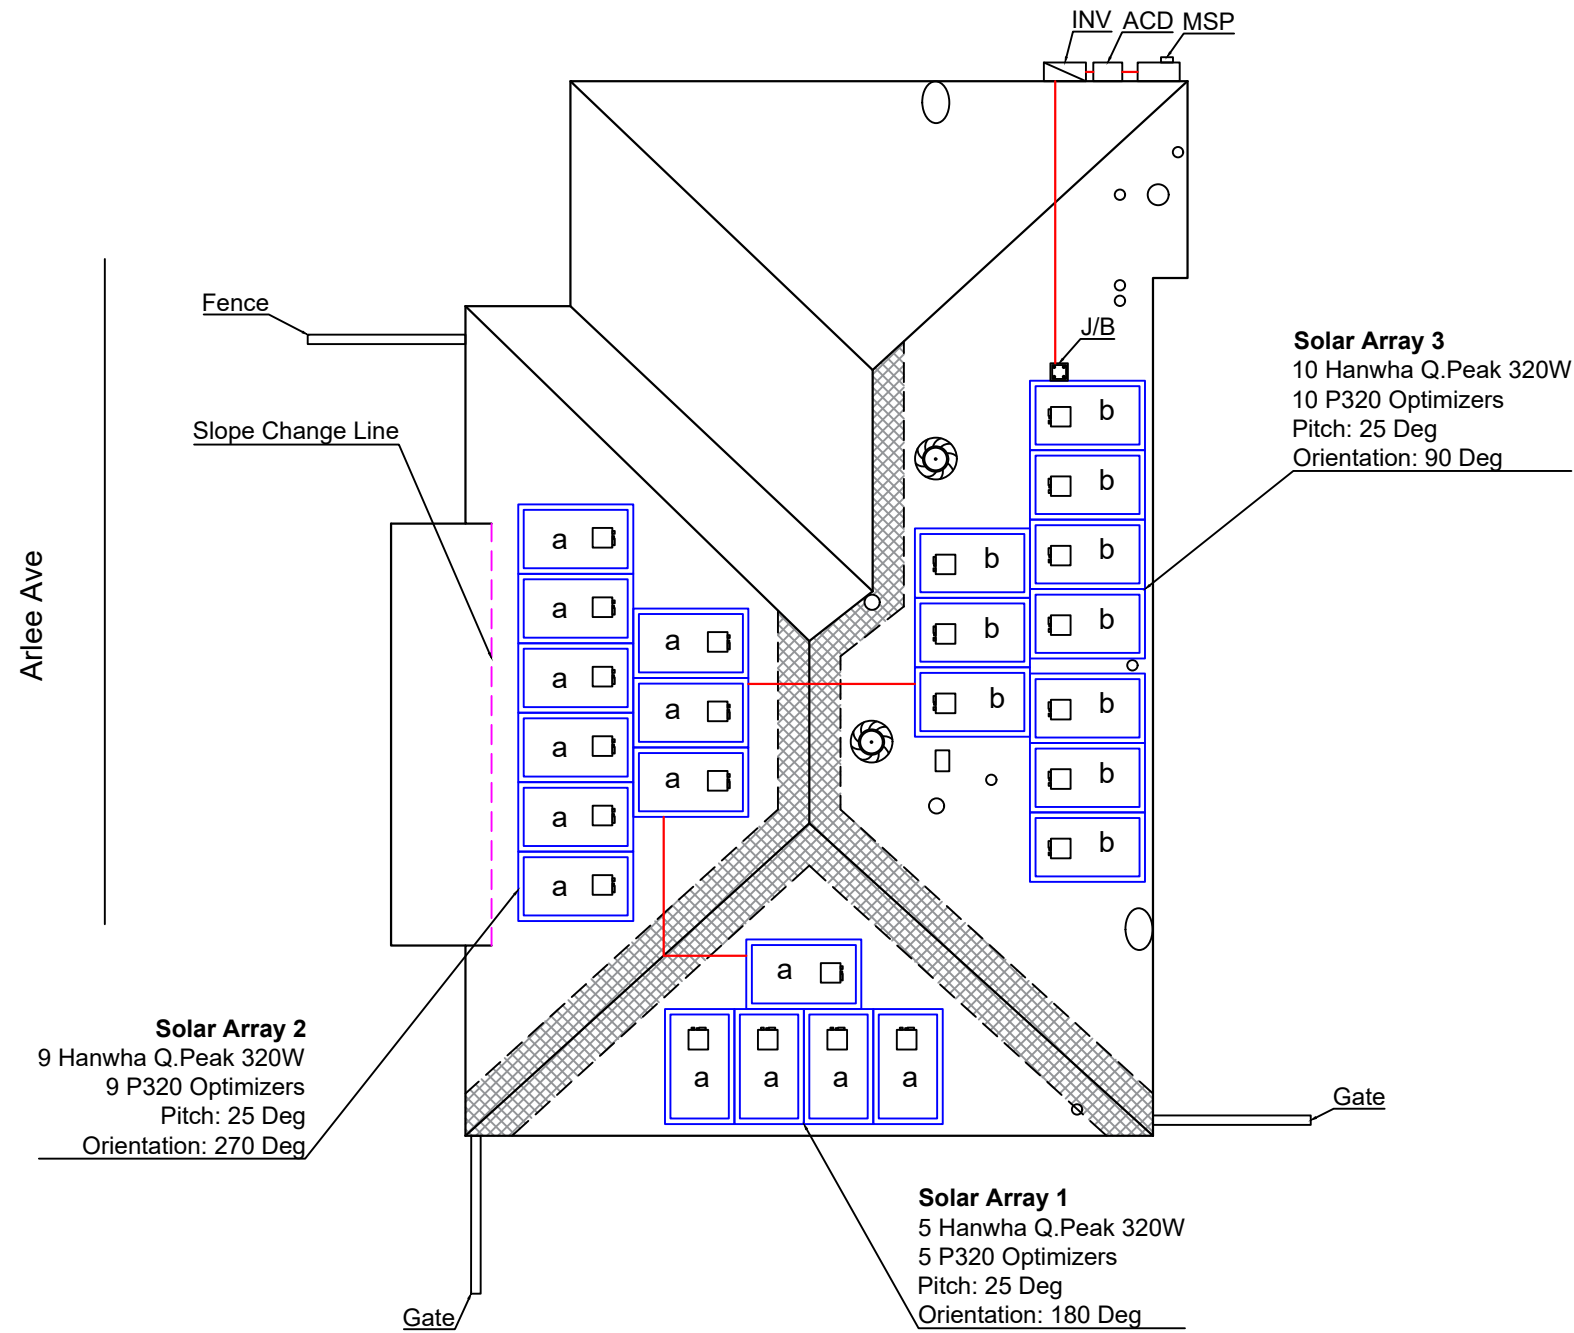 INV ACD MSP
Fence
J/B
Solar Array 3
10 Hanwha Q.Peak 320W
10 P320 Optimizers
Pitch: 25 Deg
Orientation: 90 Deg
Slope Change Line
Arlee Ave
b
b
b
b
b
b
b
b
b
b
a
a
a
a
a
a
a
a
a
a
a
a
a
a
Solar Array 2
9 Hanwha Q.Peak 320W
9 P320 Optimizers
Pitch: 25 Deg
Orientation: 270 Deg
Gate
Solar Array 1
5 Hanwha Q.Peak 320W
5 P320 Optimizers
Pitch: 25 Deg
Orientation: 180 Deg
Gate